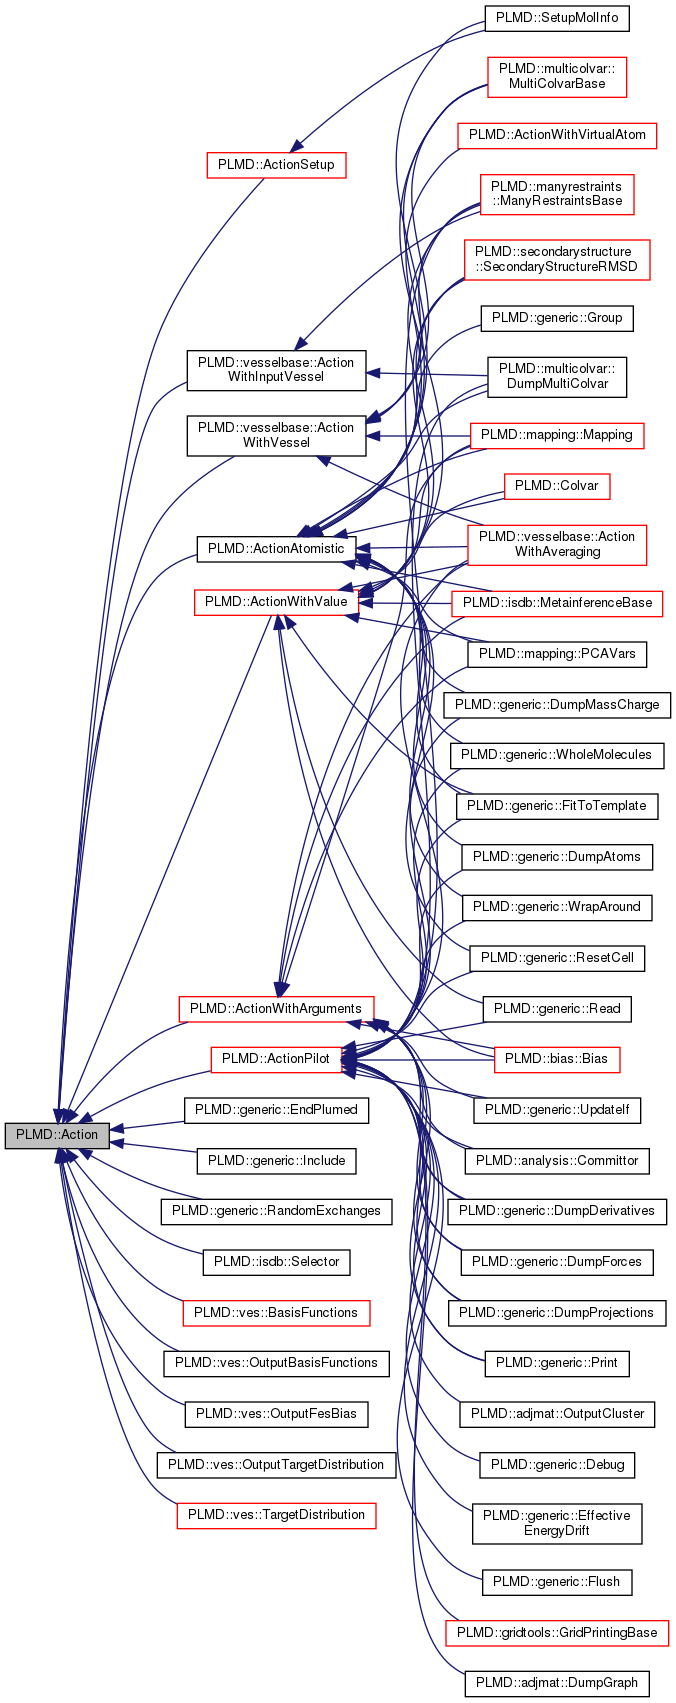 PLMD::SetupMolInfo
PLMD::multicolvar::
MultiColvarBase
PLMD::ActionWithVirtualAtom
PLMD::ActionSetup
PLMD::manyrestraints
::ManyRestraintsBase
PLMD::secondarystructure
::SecondaryStructureRMSD
PLMD::generic::Group
PLMD::vesselbase::Action
WithInputVessel
PLMD::multicolvar::
DumpMultiColvar
PLMD::vesselbase::Action
WithVessel
PLMD::mapping::Mapping
PLMD::Colvar
PLMD::ActionAtomistic
PLMD::vesselbase::Action
WithAveraging
PLMD::ActionWithValue
PLMD::isdb::MetainferenceBase
PLMD::mapping::PCAVars
PLMD::generic::DumpMassCharge
PLMD::generic::WholeMolecules
PLMD::generic::FitToTemplate
PLMD::generic::DumpAtoms
PLMD::generic::WrapAround
PLMD::generic::ResetCell
PLMD::ActionWithArguments
PLMD::generic::Read
PLMD::ActionPilot
PLMD::bias::Bias
PLMD::generic::EndPlumed
PLMD::generic::UpdateIf
PLMD::Action
PLMD::generic::Include
PLMD::analysis::Committor
PLMD::generic::RandomExchanges
PLMD::generic::DumpDerivatives
PLMD::isdb::Selector
PLMD::generic::DumpForces
PLMD::ves::BasisFunctions
PLMD::generic::DumpProjections
PLMD::ves::OutputBasisFunctions
PLMD::generic::Print
PLMD::ves::OutputFesBias
PLMD::adjmat::OutputCluster
PLMD::ves::OutputTargetDistribution
PLMD::generic::Debug
PLMD::ves::TargetDistribution
PLMD::generic::Effective
EnergyDrift
PLMD::generic::Flush
PLMD::gridtools::GridPrintingBase
PLMD::adjmat::DumpGraph